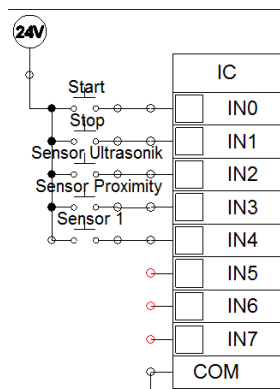 24V
IC
Start
IN0
Stop
IN1
Sensor Ultrasonik
IN2
Sensor Proximity
IN3
Sensor 1
IN4
IN5
IN6
IN7
COM